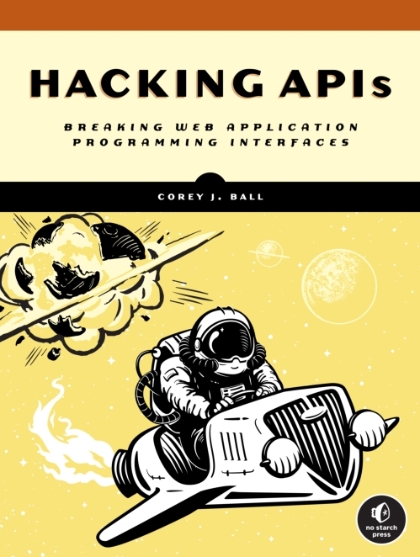 HACKING APIs
BREAKING WEB APPLICATION
PROGRAMMING INTERFACES
COREY J. BALL
no starch
press